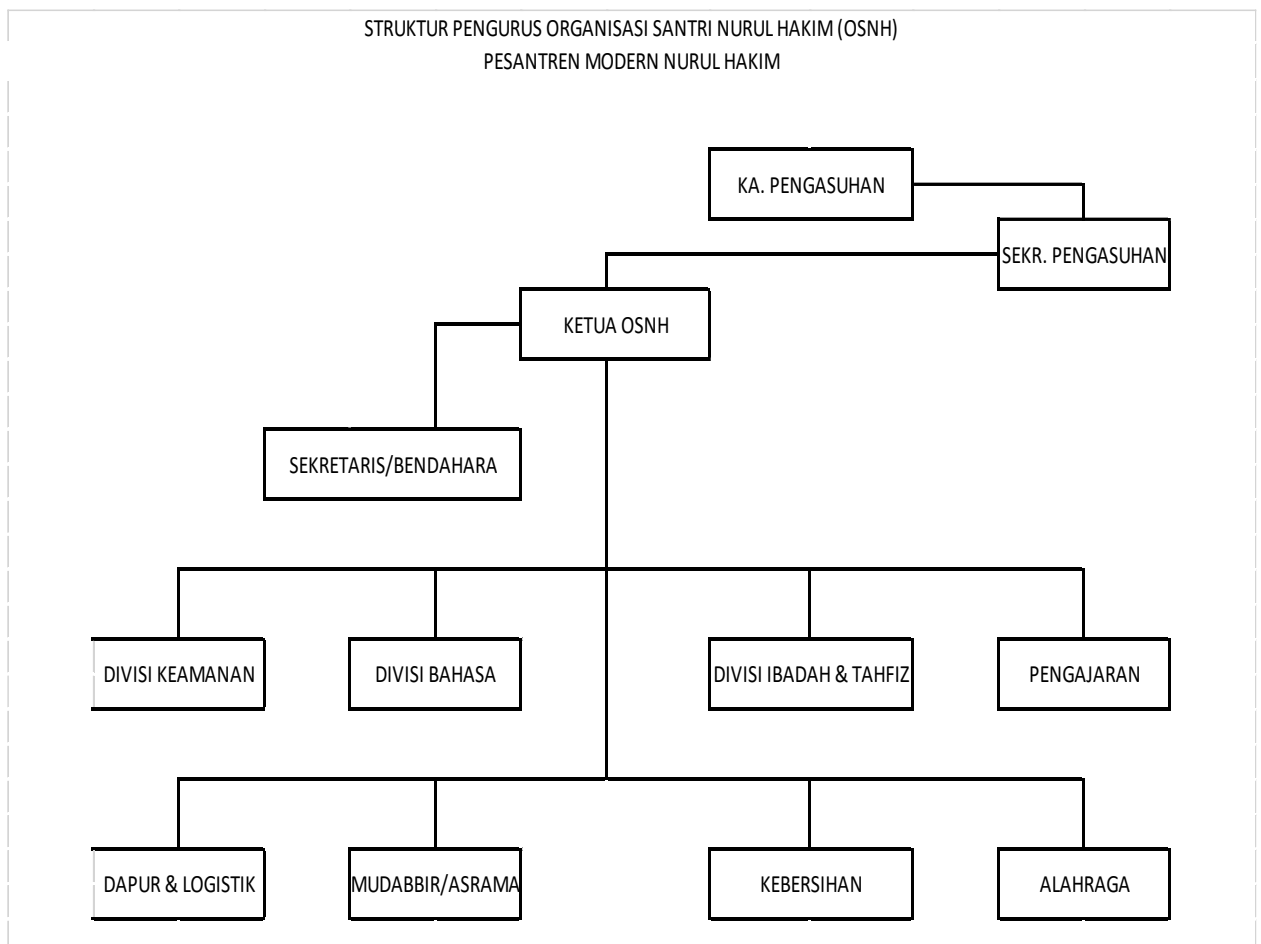 STRUKTUR PENGURUS ORGANISASI SANTRI NURUL HAKIM (OSNH)
PESANTREN MODERN NURUL HAKIM
KA. PENGASUHAN
SEKR. PENGASUHAN
KETUA OSNH
SEKRETARIS/BENDAHARA
DIVISI KEAMANAN
DIVISI BAHASA
DIVISI IBADAH & TAHFIZ
PENGAJARAN
DAPUR & LOGISTIK
MUDABBIR/ASRAMA
KEBERSIHAN
ALAHRAGA